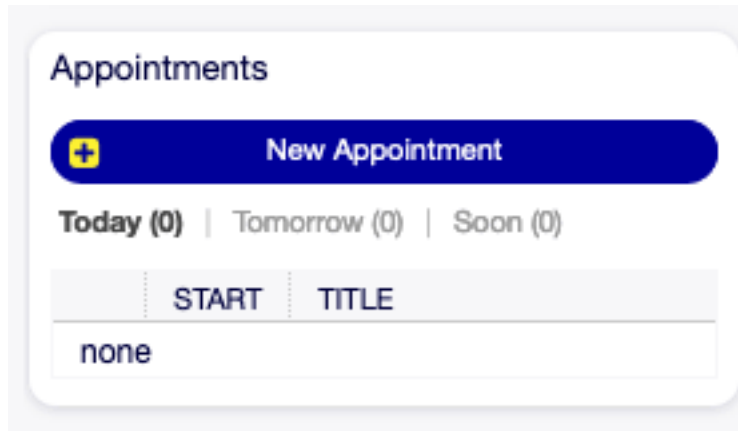 Appointments
New Appointment
Today (0) | Tomorrow (0) | Soon (0)
START TITLE
none